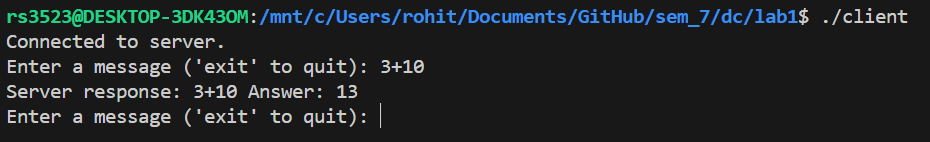 rs3523@DESKTOP-3DK43OM:/mnt/c/Users/rohit/Documents/GitHub/sem_7/dc/lab1$ ./client
Connected to server.
Enter a message ('exit' to quit): 3+10
Server response: 3+10 Answer: 13
Enter a message ('exit' to quit):